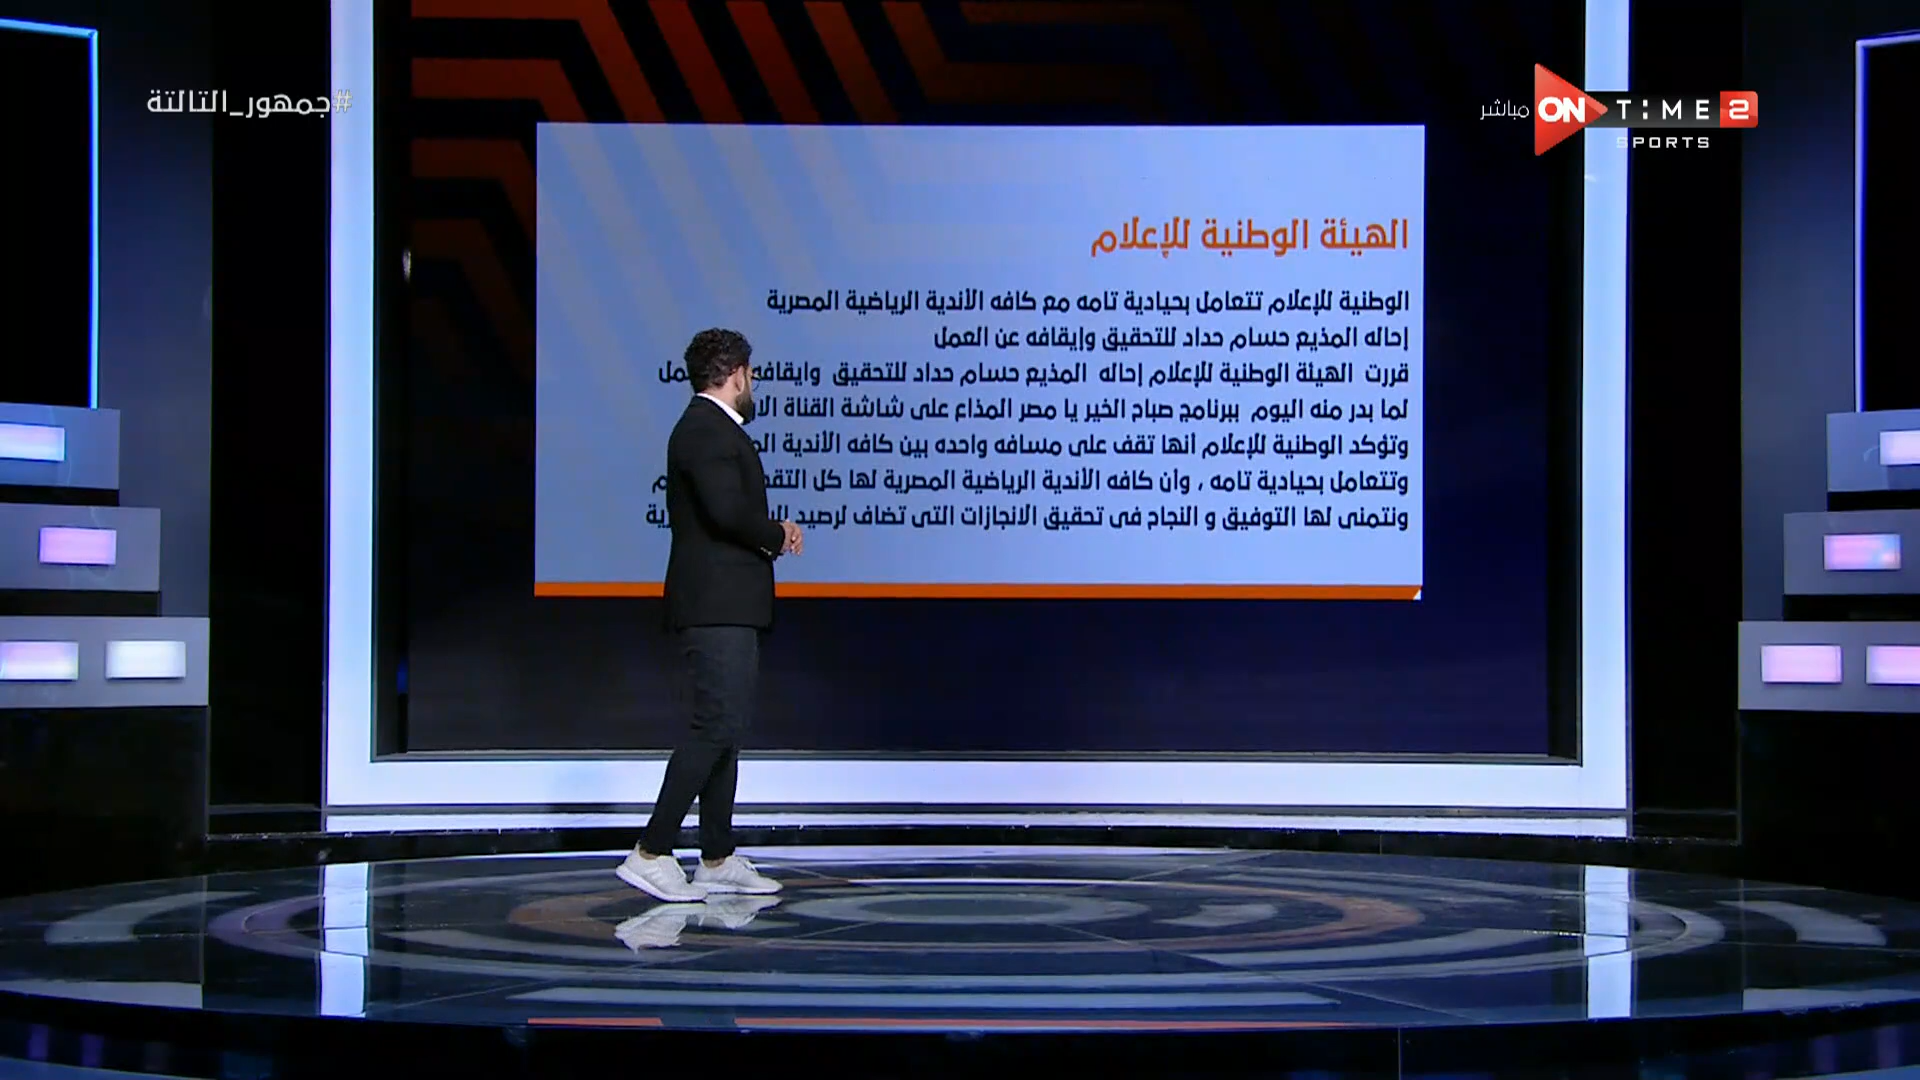 #جمهور_التالتة
مباشر ON TIME 2
SPORTS
الهيئة الوطنية للإعلام
الوطنية للإعلام تتعامل بحيادية تامه مع كافه الأندية الرياضية المصرية
إحاله المذيع حسام حداد للتحقيق وإيقافه عن العمل
قررت الهيئة الوطنية للإعلام إحاله المذيع حسام حداد للتحقيق وايقافه
لما بدر منه اليوم ببرنامج صباح الخير يا مصر المذاع على شاشة القناة
وتؤكد الوطنية للإعلام أنها تقف على مسافه واحده بين كافه الأندية
وتتعامل بحيادية تامه ، وأن كافه الأندية الرياضية المصرية لها كل
ونتمنى لها التوفيق و النجاح فى تحقيق الانجازات التى تضاف لرصيد